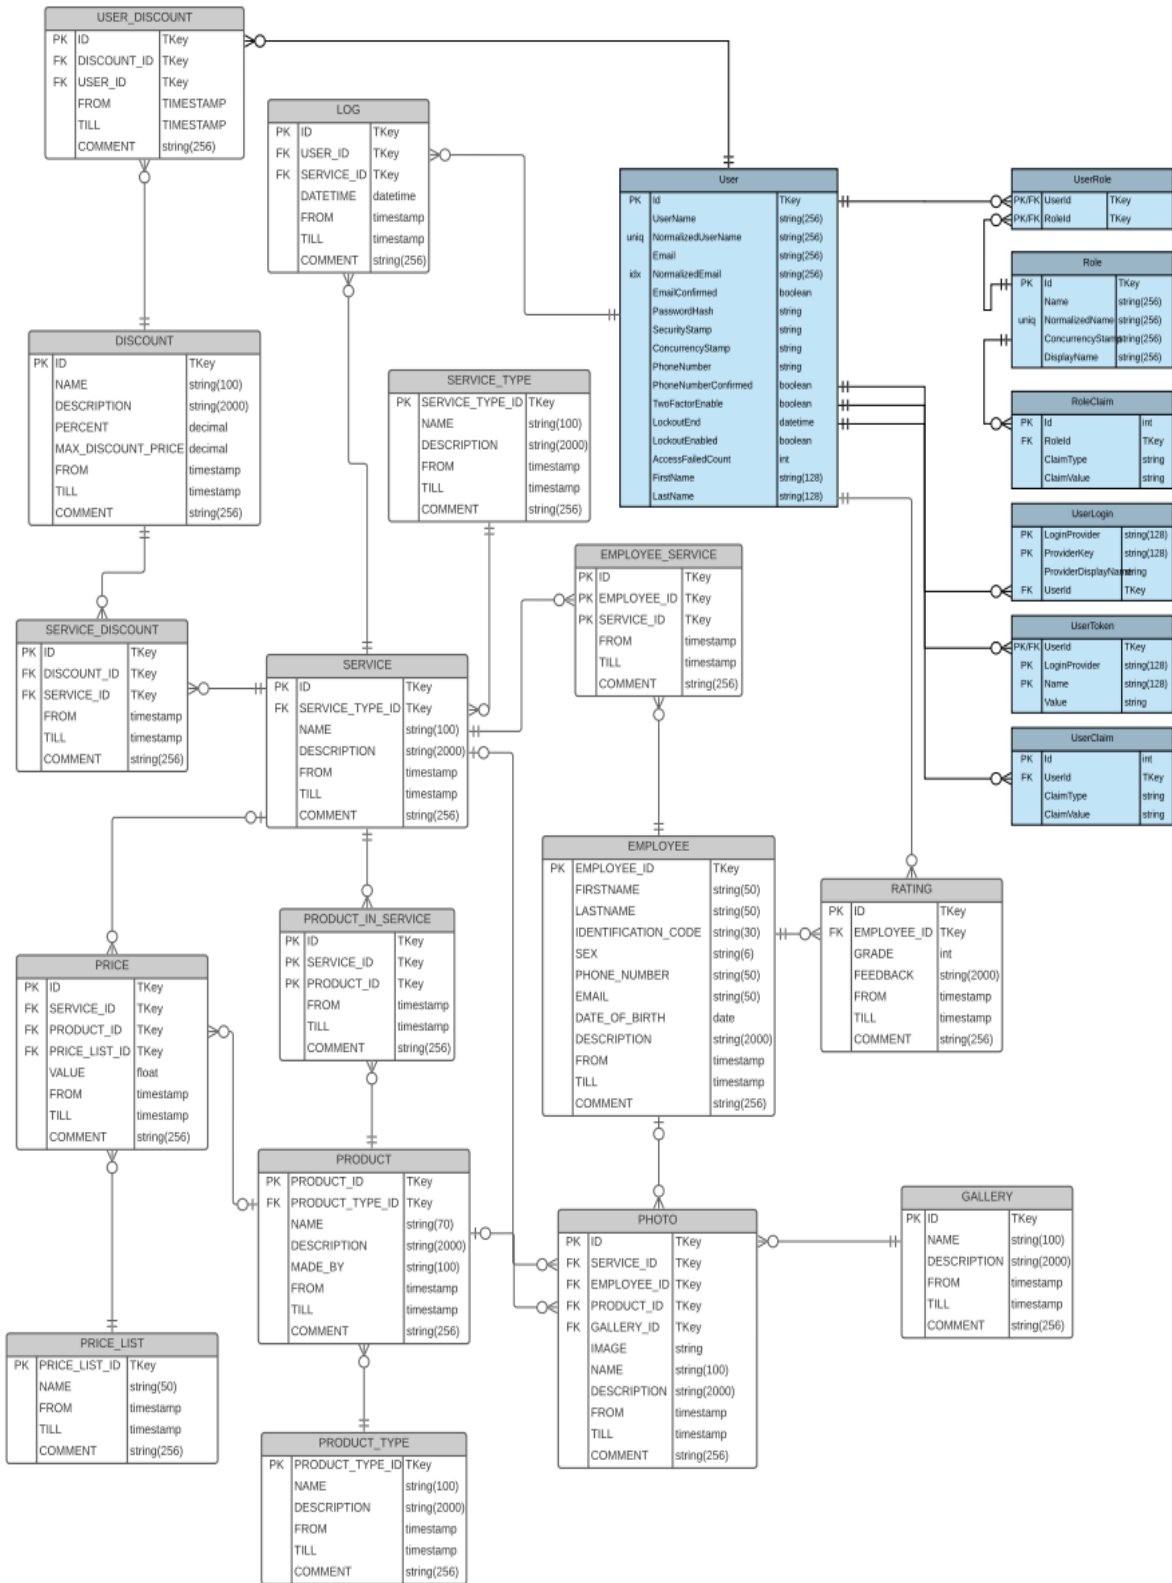 USER_DISCOUNT
PK ID TKey
FK DISCOUNT_ID TKey
FK USER_ID TKey
FROM TIMESTAMP
TILL TIMESTAMP
COMMENT string(256)
LOG
PK ID TKey
FK USER_ID TKey
FK SERVICE_ID TKey
DATETIME datetime
FROM timestamp
TILL timestamp
COMMENT string(256)
User
PK Id TKey
UserName string(256)
uniq NormalizedUserName string(256)
Email string(256)
idx NormalizedEmail string(256)
EmailConfirmed boolean
PasswordHash string
SecurityStamp string
ConcurrencyStamp string
PhoneNumber string
PhoneNumberConfirmed boolean
TwoFactorEnable boolean
LockoutEnd datetime
LockoutEnabled boolean
AccessFailedCount int
FirstName string(128)
LastName string(128)
UserRole
PK/FK UserId TKey
PK/FK RoleId TKey
Role
PK Id TKey
Name string(256)
uniq NormalizedName string(256)
ConcurrencyStamp string(256)
DisplayName string(256)
RoleClaim
PK Id int
FK RoleId TKey
ClaimType string
ClaimValue string
UserLogin
PK LoginProvider string(128)
PK ProviderKey string(128)
ProviderDisplayName string
FK UserId TKey
UserToken
PK/FK UserId TKey
PK LoginProvider string(128)
PK Name string(128)
Value string
UserClaim
PK Id int
FK UserId TKey
ClaimType string
ClaimValue string
DISCOUNT
PK ID TKey
NAME string(100)
DESCRIPTION string(2000)
PERCENT decimal
MAX_DISCOUNT_PRICE decimal
FROM timestamp
TILL timestamp
COMMENT string(256)
SERVICE_TYPE
PK SERVICE_TYPE_ID TKey
NAME string(100)
DESCRIPTION string(2000)
FROM timestamp
TILL timestamp
COMMENT string(256)
EMPLOYEE_SERVICE
PK ID TKey
PK EMPLOYEE_ID TKey
PK SERVICE_ID TKey
FROM timestamp
TILL timestamp
COMMENT string(256)
SERVICE_DISCOUNT
PK ID TKey
FK DISCOUNT_ID TKey
FK SERVICE_ID TKey
FROM timestamp
TILL timestamp
COMMENT string(256)
SERVICE
PK ID TKey
FK SERVICE_TYPE_ID TKey
NAME string(100)
DESCRIPTION string(2000)
FROM timestamp
TILL timestamp
COMMENT string(256)
EMPLOYEE
PK EMPLOYEE_ID TKey
FIRSTNAME string(50)
LASTNAME string(50)
IDENTIFICATION_CODE string(30)
SEX string(6)
PHONE_NUMBER string(50)
EMAIL string(50)
DATE_OF_BIRTH date
DESCRIPTION string(2000)
FROM timestamp
TILL timestamp
COMMENT string(256)
RATING
PK ID TKey
FK EMPLOYEE_ID TKey
GRADE int
FEEDBACK string(2000)
FROM timestamp
TILL timestamp
COMMENT string(256)
PRODUCT_IN_SERVICE
PK ID TKey
PK SERVICE_ID TKey
PK PRODUCT_ID TKey
FROM timestamp
TILL timestamp
COMMENT string(256)
PRICE
PK ID TKey
FK SERVICE_ID TKey
FK PRODUCT_ID TKey
FK PRICE_LIST_ID TKey
VALUE float
FROM timestamp
TILL timestamp
COMMENT string(256)
PRODUCT
PK PRODUCT_ID TKey
FK PRODUCT_TYPE_ID TKey
NAME string(70)
DESCRIPTION string(2000)
MADE_BY string(100)
FROM timestamp
TILL timestamp
COMMENT string(256)
PHOTO
PK ID TKey
FK SERVICE_ID TKey
FK EMPLOYEE_ID TKey
FK PRODUCT_ID TKey
FK GALLERY_ID TKey
IMAGE string
NAME string(100)
DESCRIPTION string(2000)
FROM timestamp
TILL timestamp
COMMENT string(256)
GALLERY
PK ID TKey
NAME string(100)
DESCRIPTION string(2000)
FROM timestamp
TILL timestamp
COMMENT string(256)
PRICE_LIST
PK PRICE_LIST_ID TKey
NAME string(50)
FROM timestamp
TILL timestamp
COMMENT string(256)
PRODUCT_TYPE
PK PRODUCT_TYPE_ID TKey
NAME string(100)
DESCRIPTION string(2000)
FROM timestamp
TILL timestamp
COMMENT string(256)